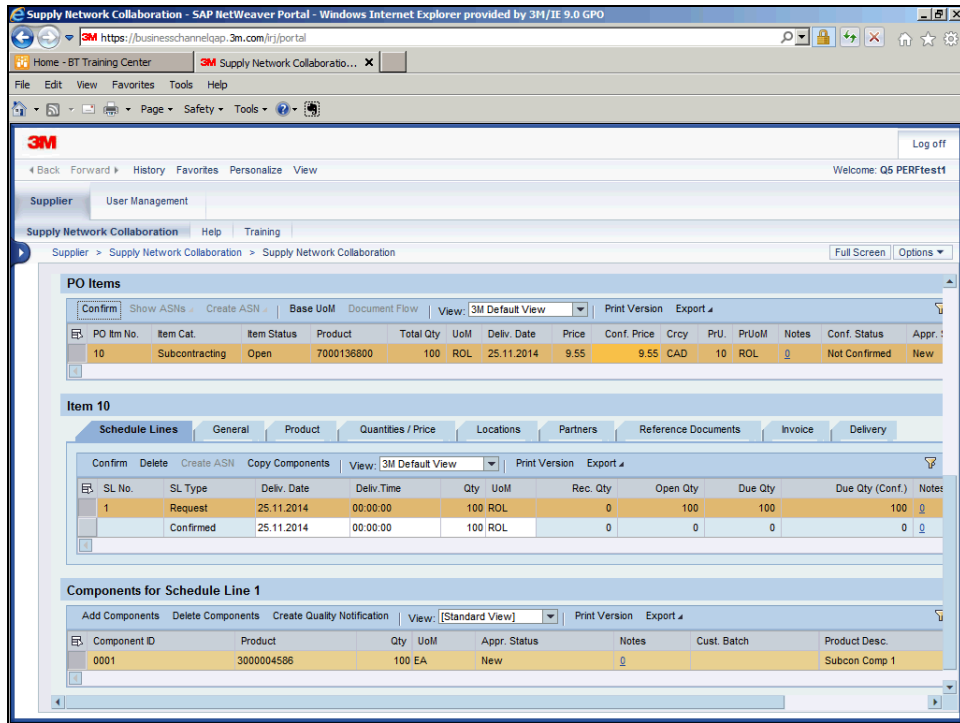 Supply Network Collaboration - SAP NetWeaver Portal - Windows Internet Explorer provided by 3M/IE 9.0 GPO
3M https://businesschannelqap.3m.com/irj/portal
Home - BT Training Center 3M Supply Network Collaboratio... X
File Edit View Favorites Tools Help
Page Safety Tools
3M Log off
Back Forward History Favorites Personalize View Welcome: Q5 PERFtest1
Supplier User Management
Supply Network Collaboration Help Training
Supplier > Supply Network Collaboration > Supply Network Collaboration Full Screen Options
PO Items
Confirm Show ASNs Create ASN Base UoM Document Flow View: 3M Default View Print Version Export
PO Itm No. Item Cat. Item Status Product Total Qty UoM Deliv. Date Price Conf. Price Crcy PrU. PrUoM Notes Conf. Status Appr.
10 Subcontracting Open 7000136800 100 ROL 25.11.2014 9.55 9.55 CAD 10 ROL 0 Not Confirmed New
Item 10
Schedule Lines General Product Quantities / Price Locations Partners Reference Documents Invoice Delivery
Confirm Delete Create ASN Copy Components View: 3M Default View Print Version Export
SL No. SL Type Deliv. Date Deliv.Time Qty UoM Rec. Qty Open Qty Due Qty Due Qty (Conf.) Notes
1 Request 25.11.2014 00:00:00 100 ROL 0 100 100 100 0
Confirmed 25.11.2014 00:00:00 100 ROL 0 0 0 0 0
Components for Schedule Line 1
Add Components Delete Components Create Quality Notification View: [Standard View] Print Version Export
Component ID Product Qty UoM Appr. Status Notes Cust. Batch Product Desc.
0001 3000004586 100 EA New 0 Subcon Comp 1